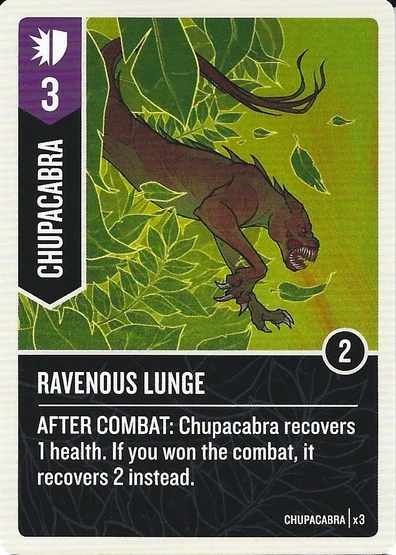 3
CHUPACABRA
2
RAVENOUS LUNGE
AFTER COMBAT: Chupacabra recovers
1 health. If you won the combat, it
recovers 2 instead.
CHUPACABRA | x3